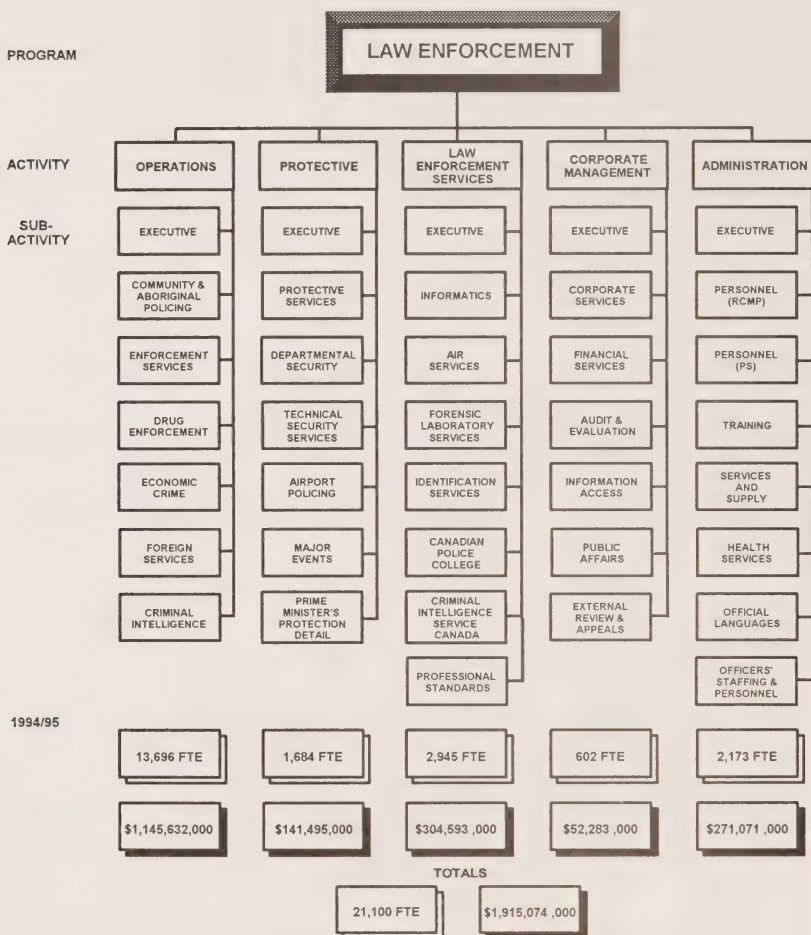 PROGRAM
LAW ENFORCEMENT
ACTIVITY
OPERATIONS
PROTECTIVE
LAW
ENFORCEMENT
SERVICES
CORPORATE
MANAGEMENT
ADMINISTRATION
SUB-
ACTIVITY
EXECUTIVE
EXECUTIVE
EXECUTIVE
EXECUTIVE
EXECUTIVE
COMMUNITY &
ABORIGINAL
POLICING
PROTECTIVE
SERVICES
INFORMATICS
CORPORATE
SERVICES
PERSONNEL
(RCMP)
ENFORCEMENT
SERVICES
DEPARTMENTAL
SECURITY
AIR
SERVICES
FINANCIAL
SERVICES
PERSONNEL
(PS)
DRUG
ENFORCEMENT
TECHNICAL
SECURITY
SERVICES
FORENSIC
LABORATORY
SERVICES
AUDIT &
EVALUATION
TRAINING
ECONOMIC
CRIME
AIRPORT
POLICING
IDENTIFICATION
SERVICES
INFORMATION
ACCESS
SERVICES
AND
SUPPLY
FOREIGN
SERVICES
MAJOR
EVENTS
CANADIAN
POLICE
COLLEGE
PUBLIC
AFFAIRS
HEALTH
SERVICES
CRIMINAL
INTELLIGENCE
PRIME
MINISTER'S
PROTECTION
DETAIL
CRIMINAL
INTELLIGENCE
SERVICE
CANADA
EXTERNAL
REVIEW &
APPEALS
OFFICIAL
LANGUAGES
PROFESSIONAL
STANDARDS
OFFICERS'
STAFFING &
PERSONNEL
1994/95
13,696 FTE
1,684 FTE
2,945 FTE
602 FTE
2,173 FTE
$1,145,632,000
$141,495,000
$304,593 ,000
$52,283 ,000
$271,071 ,000
TOTALS
21,100 FTE
$1,915,074 ,000